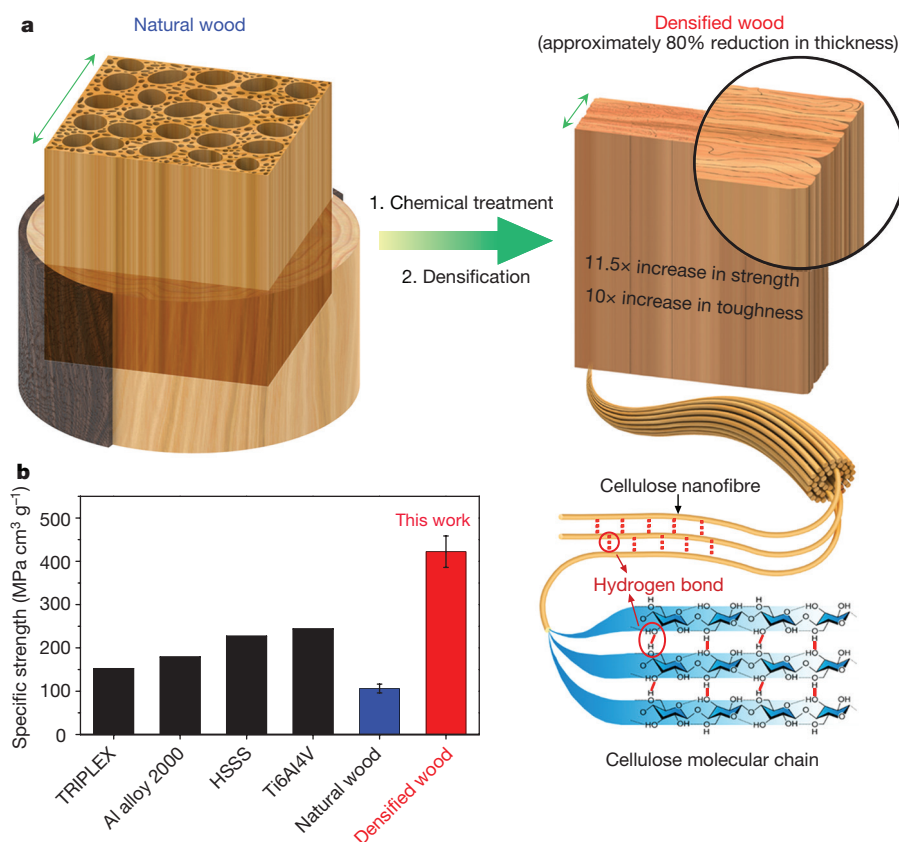 a
Natural wood
Densified wood
(approximately 80% reduction in thickness)
1. Chemical treatment
2. Densification
11.5× increase in strength
10× increase in toughness
Cellulose nanofibre
Hydrogen bond
OH
HO
O
H
Cellulose molecular chain
b
Specific strength (MPa cm³ g⁻¹)
500
400
300
200
100
0
This work
TRIPLEX
Al alloy 2000
HSSS
Ti6Al4V
Natural wood
Densified wood